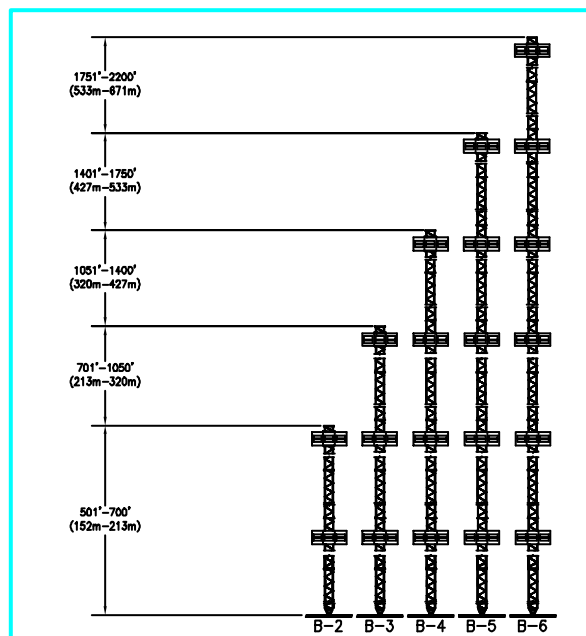 1751'-2200'
(533m-671m)
1401'-1750'
(427m-533m)
1051'-1400'
(320m-427m)
701'-1050'
(213m-320m)
501'-700'
(152m-213m)
B-2 B-3 B-4 B-5 B-6